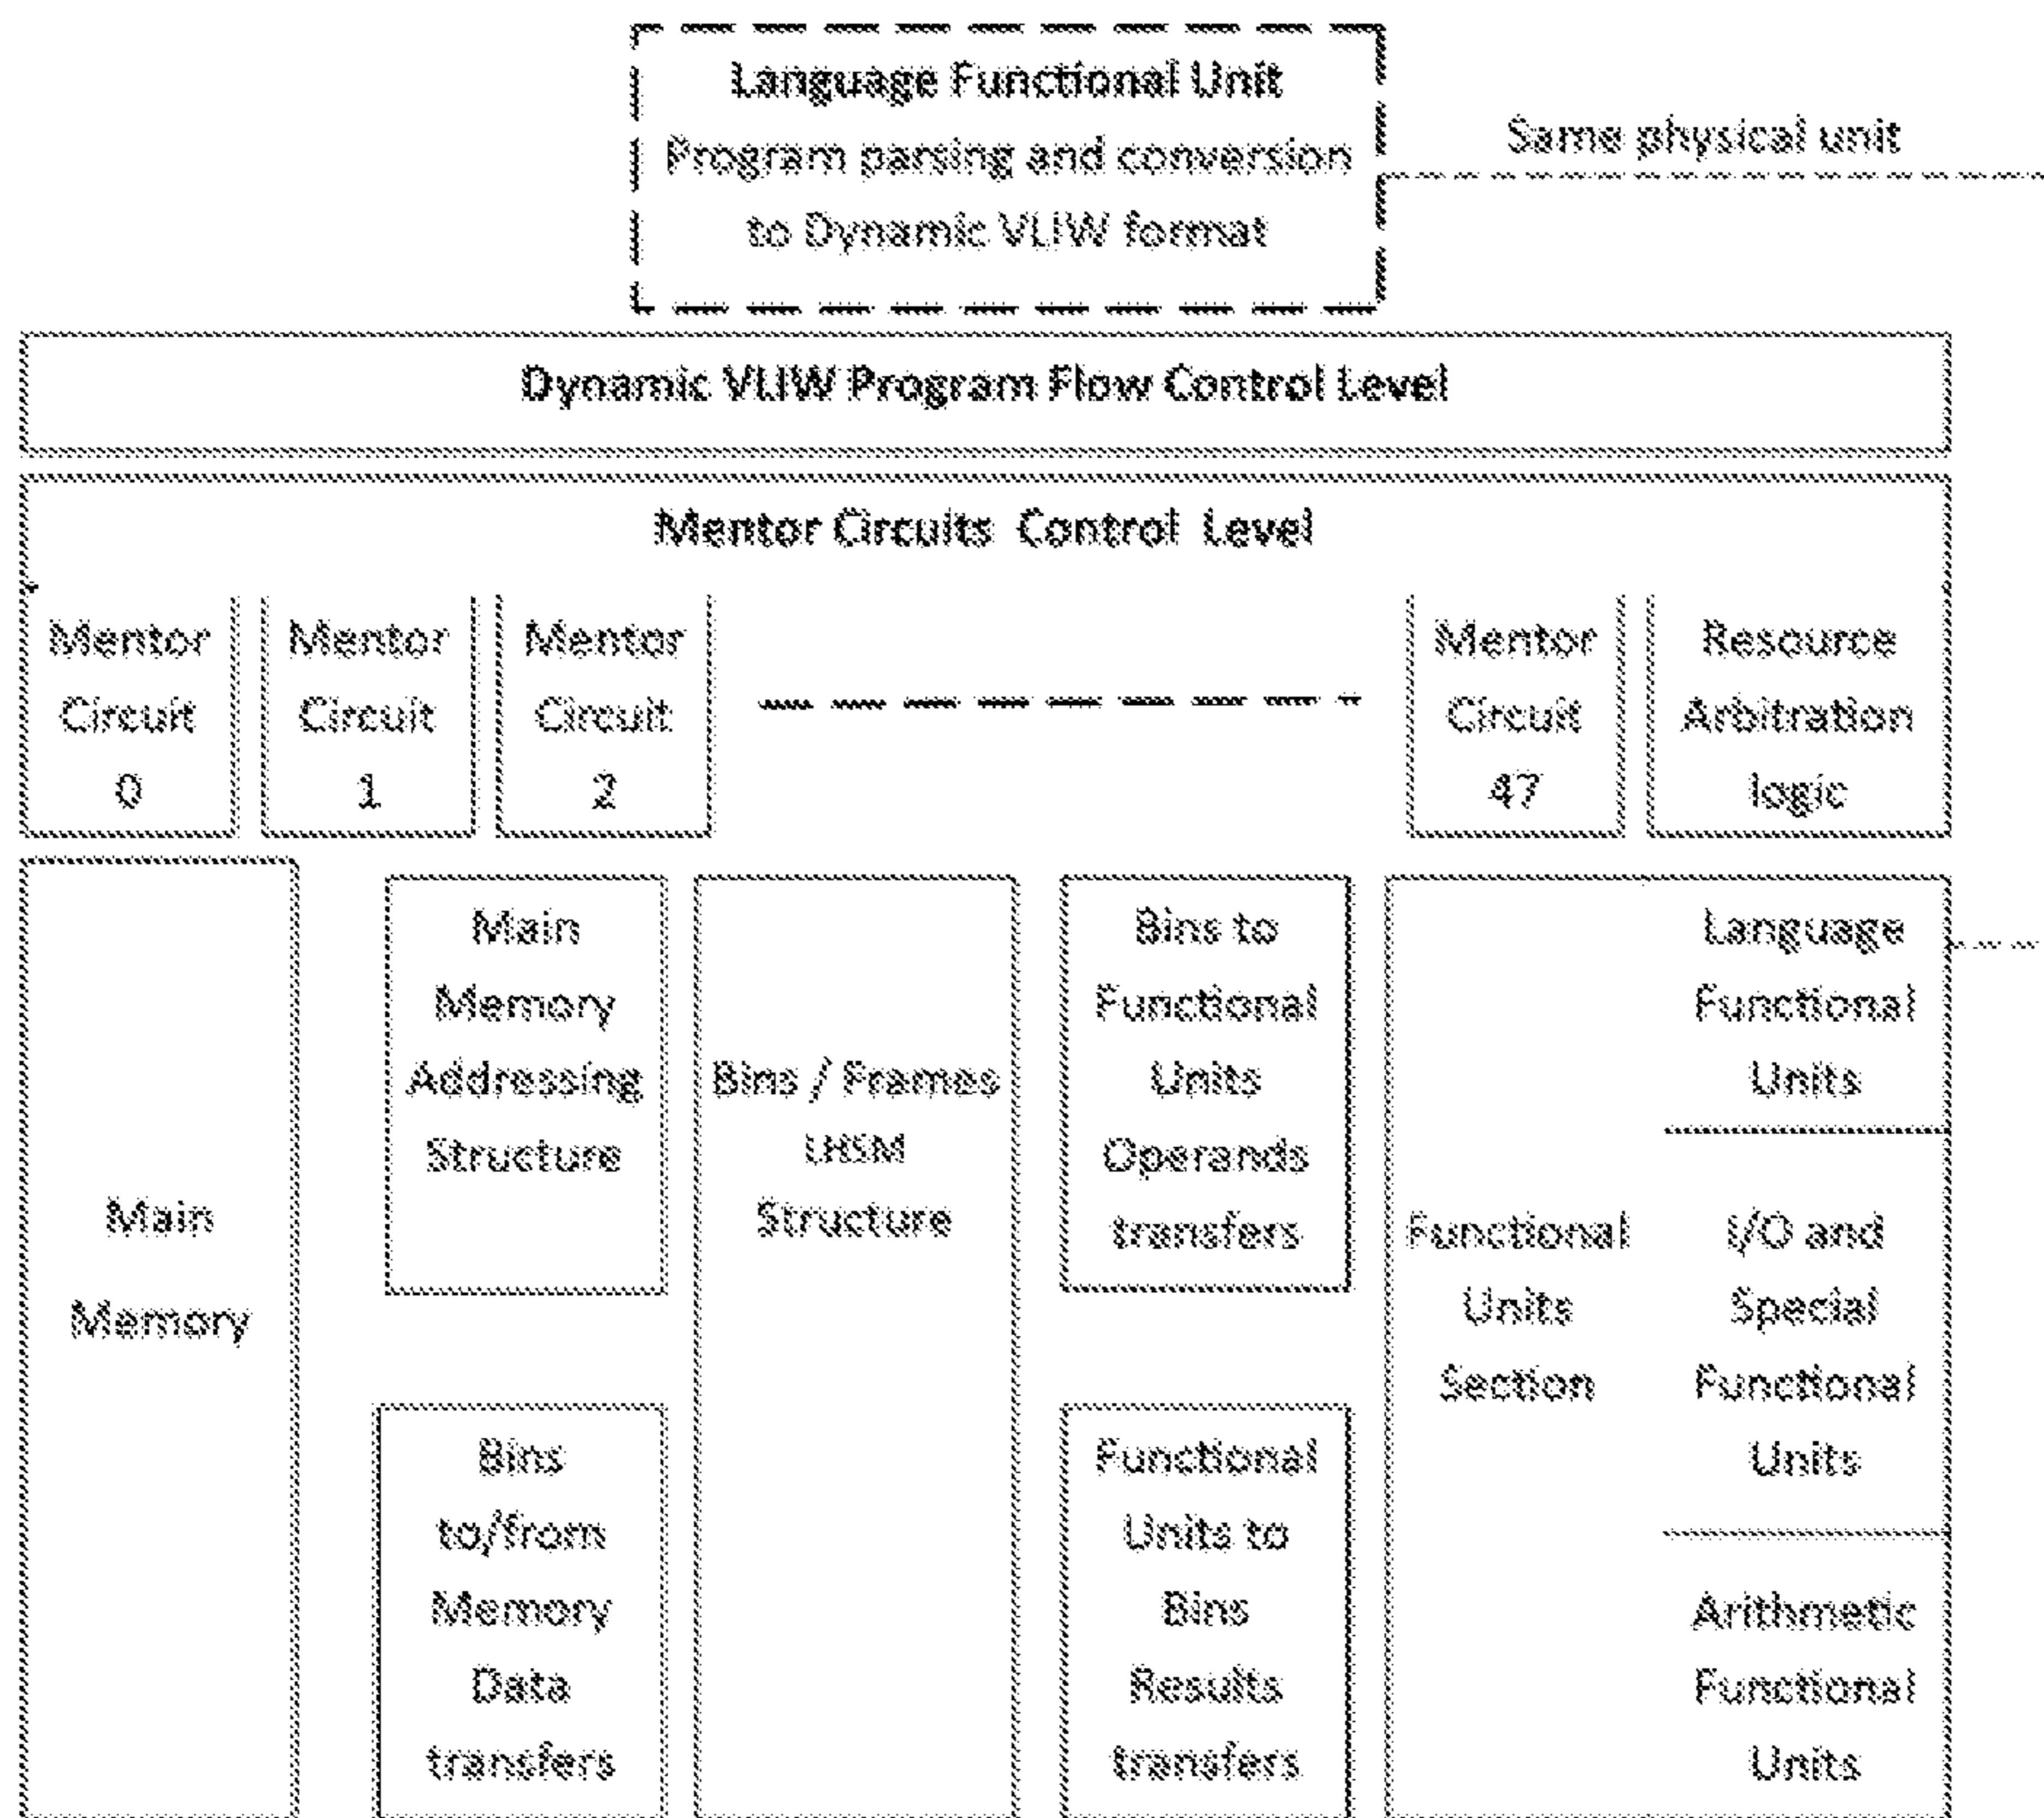 Language Functional Unit
Program parsing and conversion
to Dynamic VLIW format
Same physical unit
Dynamic VLIW Program Flow Control Level
Mentor Circuits Control Level
Mentor
Circuit
0
Mentor
Circuit
1
Mentor
Circuit
2
Mentor
Circuit
47
Resource
Arbitration
logic
Main
Memory
Main
Memory
Addressing
Structure
Bins
to/from
Memory
Data
transfers
Bins / Frames
LHSM
Structure
Bins to
Functional
Units
Operands
transfers
Functional
Units to
Bins
Results
transfers
Functional
Units
Section
Language
Functional
Units
I/O and
Special
Functional
Units
Arithmetic
Functional
Units